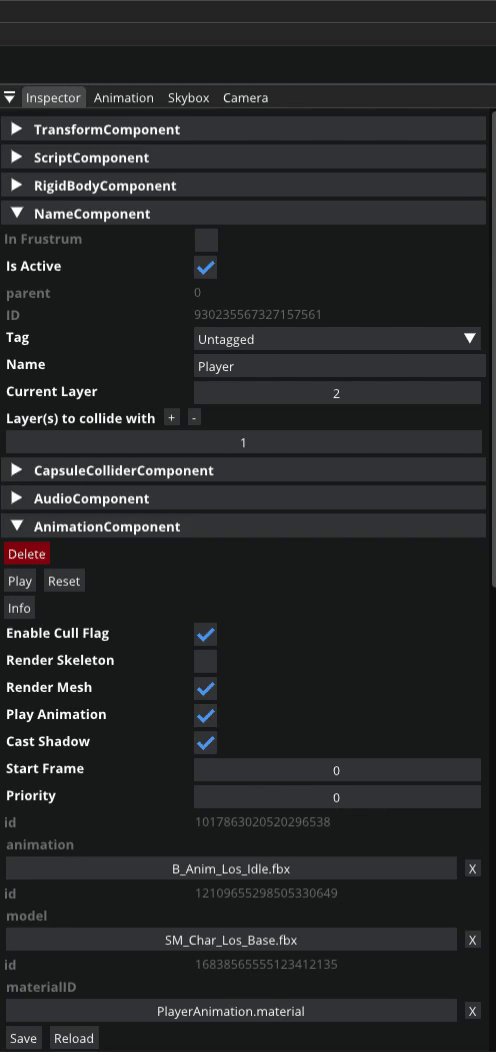 Inspector Animation Skybox Camera
TransformComponent
ScriptComponent
RigidBodyComponent
NameComponent
In Frustrum
Is Active
parent 0
ID 930235567327157561
Tag Untagged
Name Player
Current Layer 2
Layer(s) to collide with + -
1
CapsuleColliderComponent
AudioComponent
AnimationComponent
Delete
Play Reset
Info
Enable Cull Flag
Render Skeleton
Render Mesh
Play Animation
Cast Shadow
Start Frame 0
Priority 0
id 1017863020520296538
animation
B_Anim_Los_Idle.fbx X
id 12109655298505330649
model
SM_Char_Los_Base.fbx X
id 16838565555123412135
materialID
PlayerAnimation.material X
Save Reload